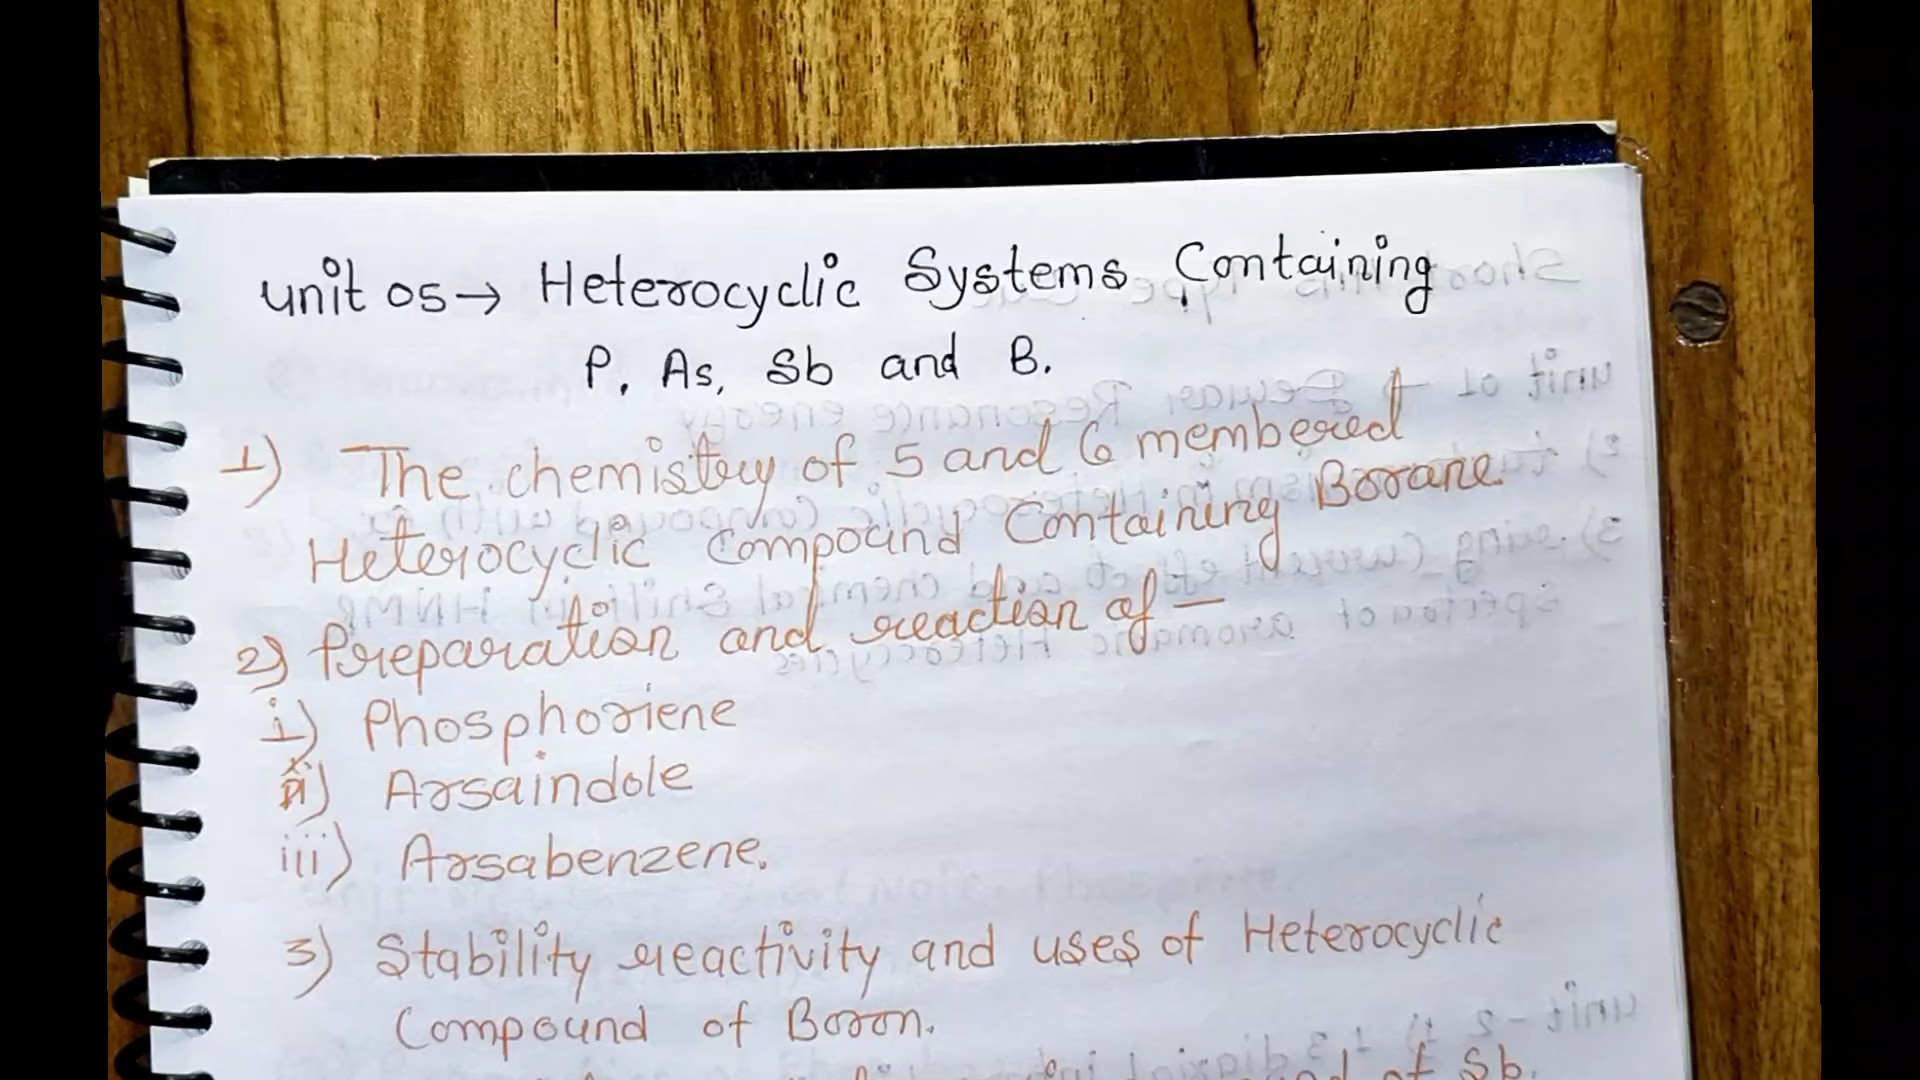 unit 05→ Heterocyclic Systems Containing
P, As, Sb and B.
1) The chemistry of 5 and 6 membered
Heterocyclic Compound Containing Borane
2) Preparation and reaction of —
i) Phosphoriene
ii) Arsaindole
iii) Arsabenzene.
3) Stability reactivity and uses of Heterocyclic
Compound of Boron.
of Sb.